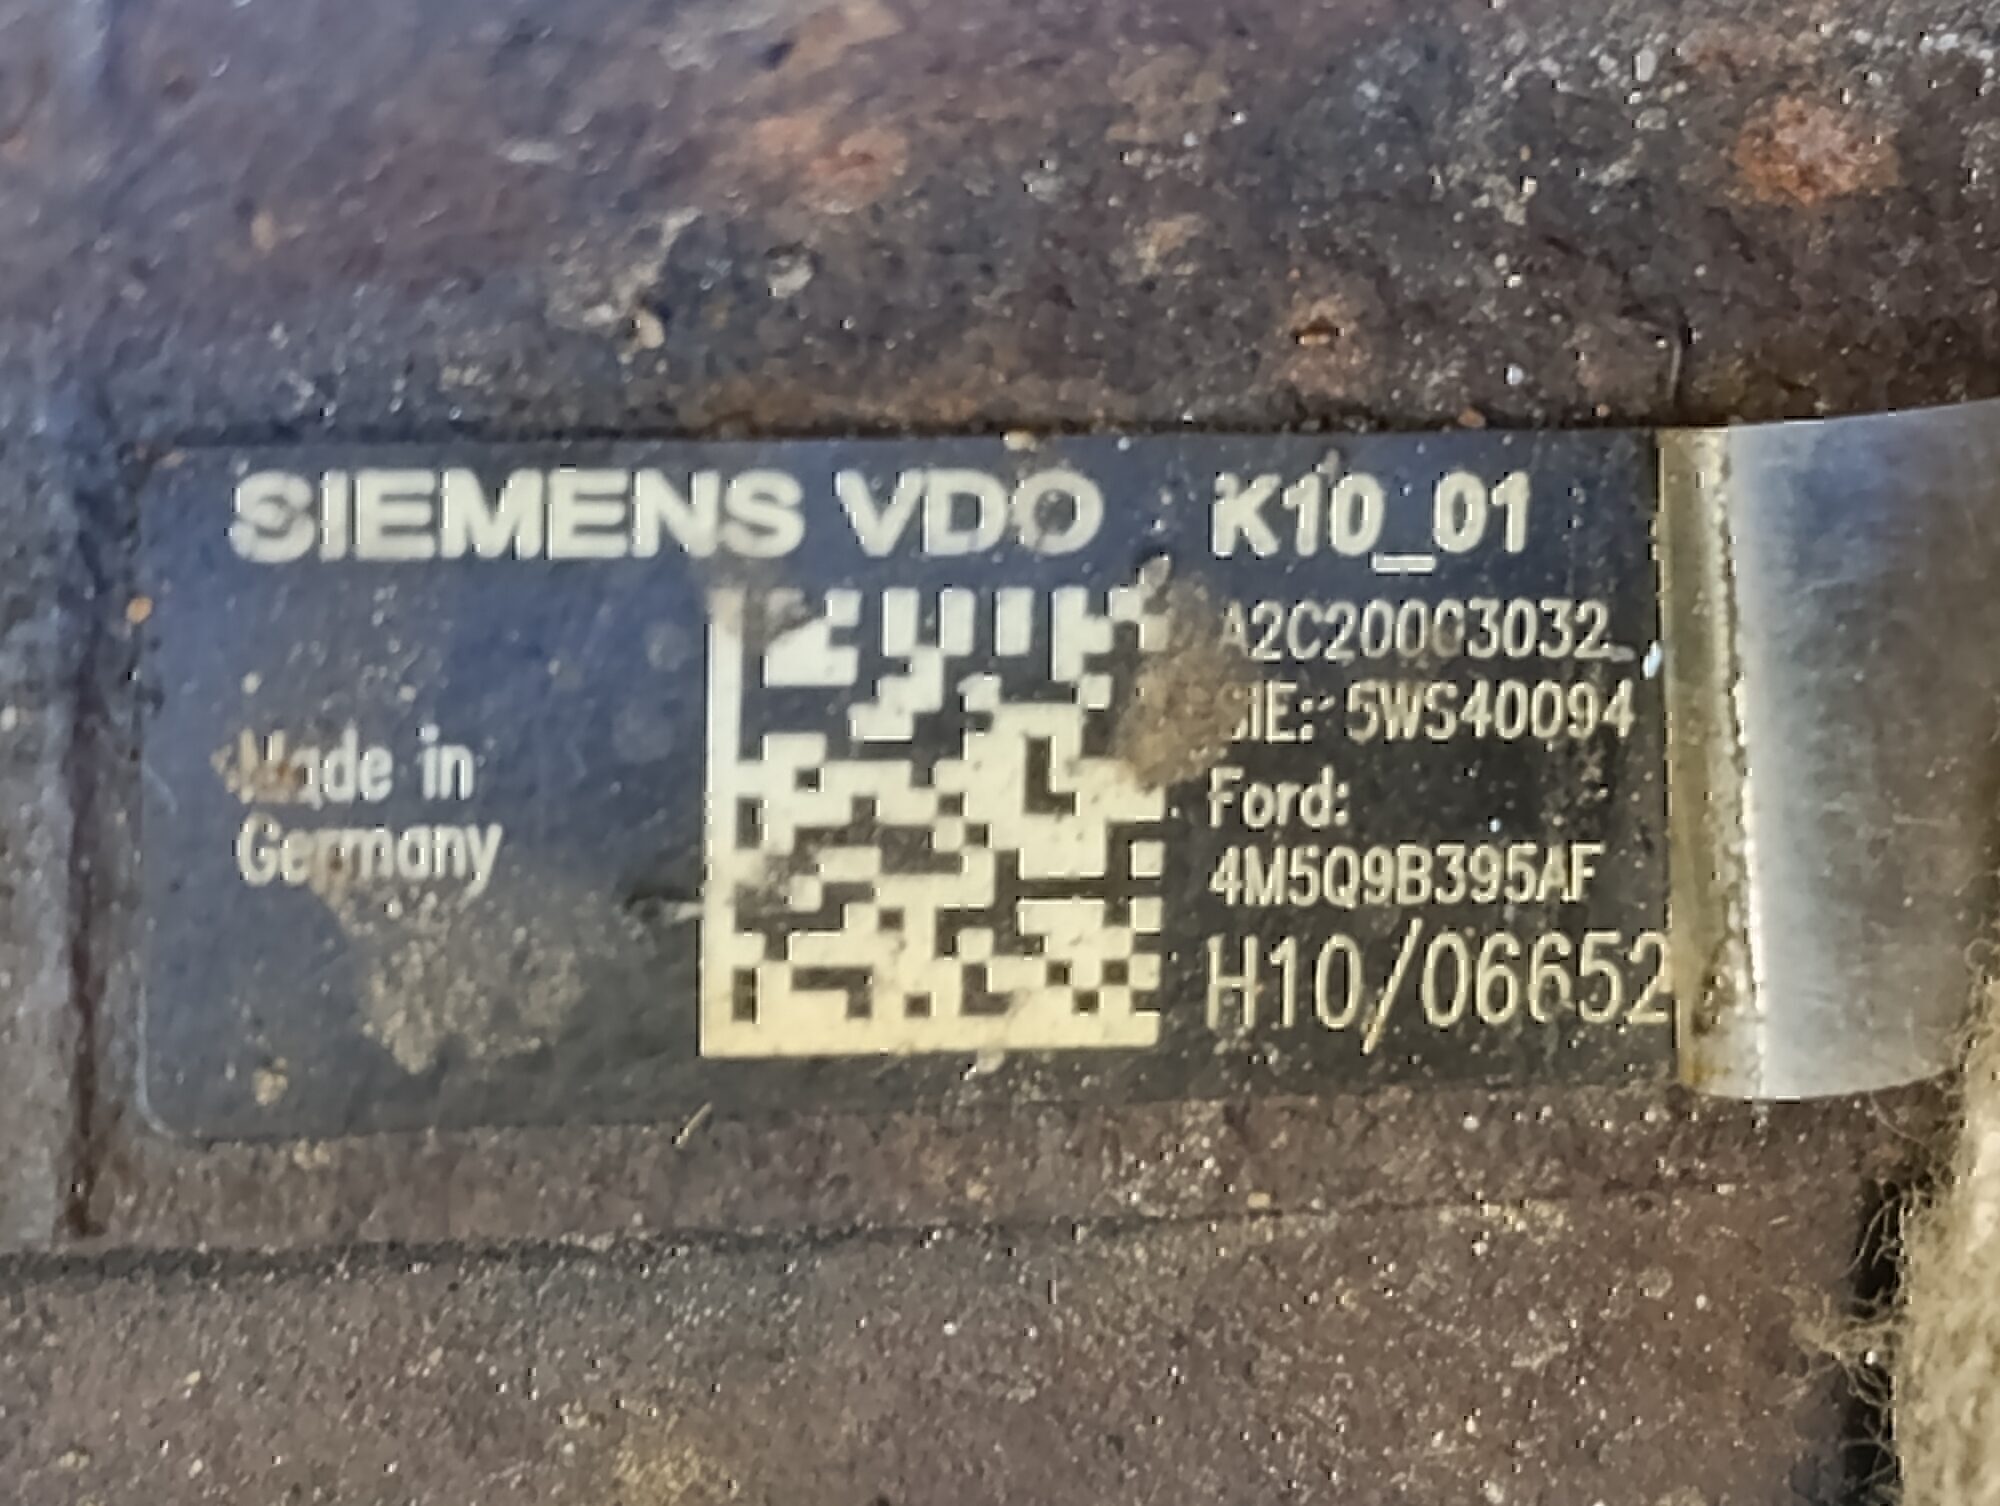 SIEMENS VDO K10_01
A2C20003032
SIE: 5WS40094
Made in
Germany
Ford:
4M5Q9B395AF
H10/06652